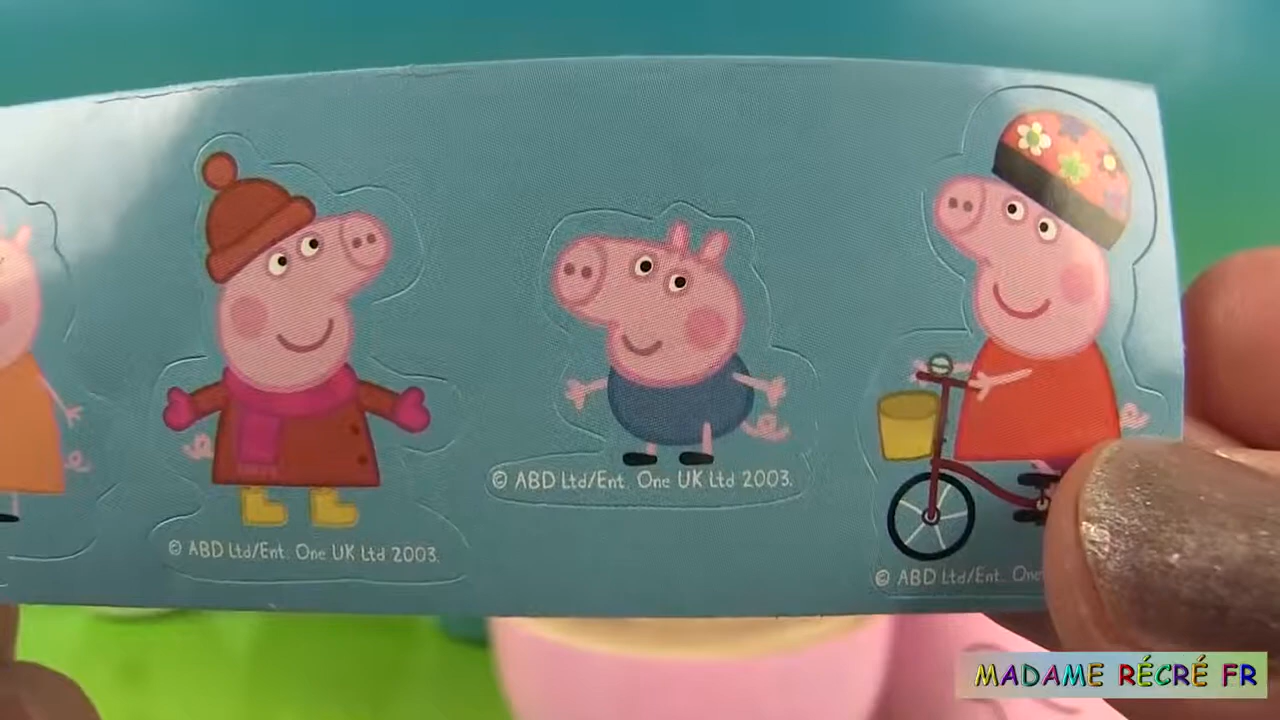 © ABD Ltd/Ent. One UK Ltd 2003.
© ABD Ltd/Ent. One UK Ltd 2003.
© ABD Ltd/Ent. One
MADAME RÉCRÉ FR